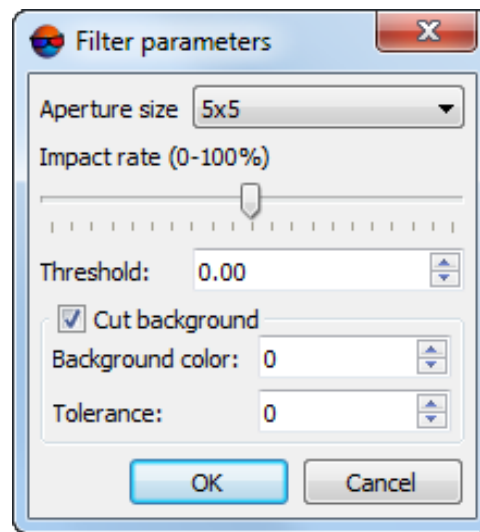 Filter parameters
Aperture size 5x5
Impact rate (0-100%)
Threshold: 0.00
Cut background
Background color: 0
Tolerance: 0
OK Cancel